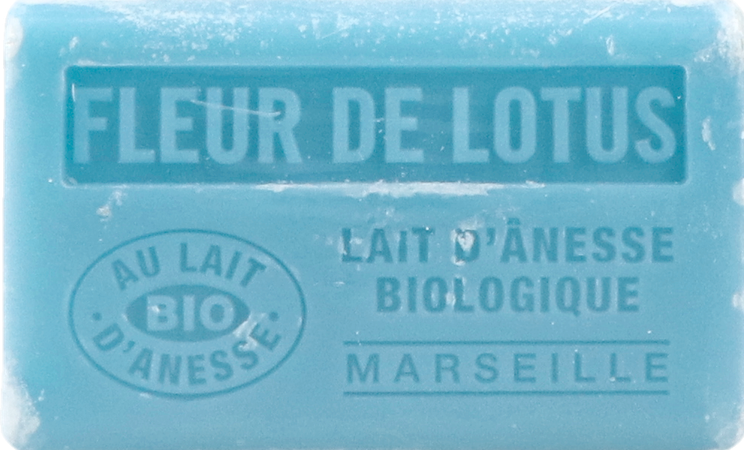 FLEUR DE LOTUS
AU LAIT
BIO
· D'ANESSE ·
LAIT D'ÂNESSE
BIOLOGIQUE
MARSEILLE